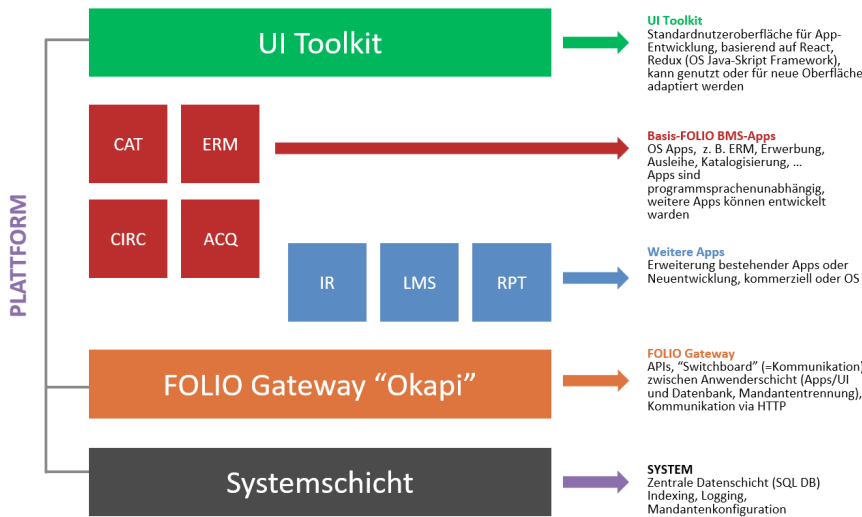 PLATTFORM
UI Toolkit
UI Toolkit
Standardnutzeroberfläche für App-
Entwicklung, basierend auf React,
Redux (OS Java-Skript Framework),
kann genutzt oder für neue Oberfläche
adaptiert werden
CAT
ERM
CIRC
ACQ
Basis-FOLIO BMS-Apps
OS Apps, z. B. ERM, Erwerbung,
Ausleihe, Katalogisierung, ...
Apps sind
programmsprachenunabhängig,
weitere Apps können entwickelt
warden
IR
LMS
RPT
Weitere Apps
Erweiterung bestehender Apps oder
Neuentwicklung, kommerziell oder OS
FOLIO Gateway “Okapi”
FOLIO Gateway
APIs, “Switchboard” (=Kommunikation)
zwischen Anwenderschicht (Apps/UI
und Datenbank, Mandantentrennung),
Kommunikation via HTTP
Systemschicht
SYSTEM
Zentrale Datenschicht (SQL DB)
Indexing, Logging,
Mandantenkonfiguration